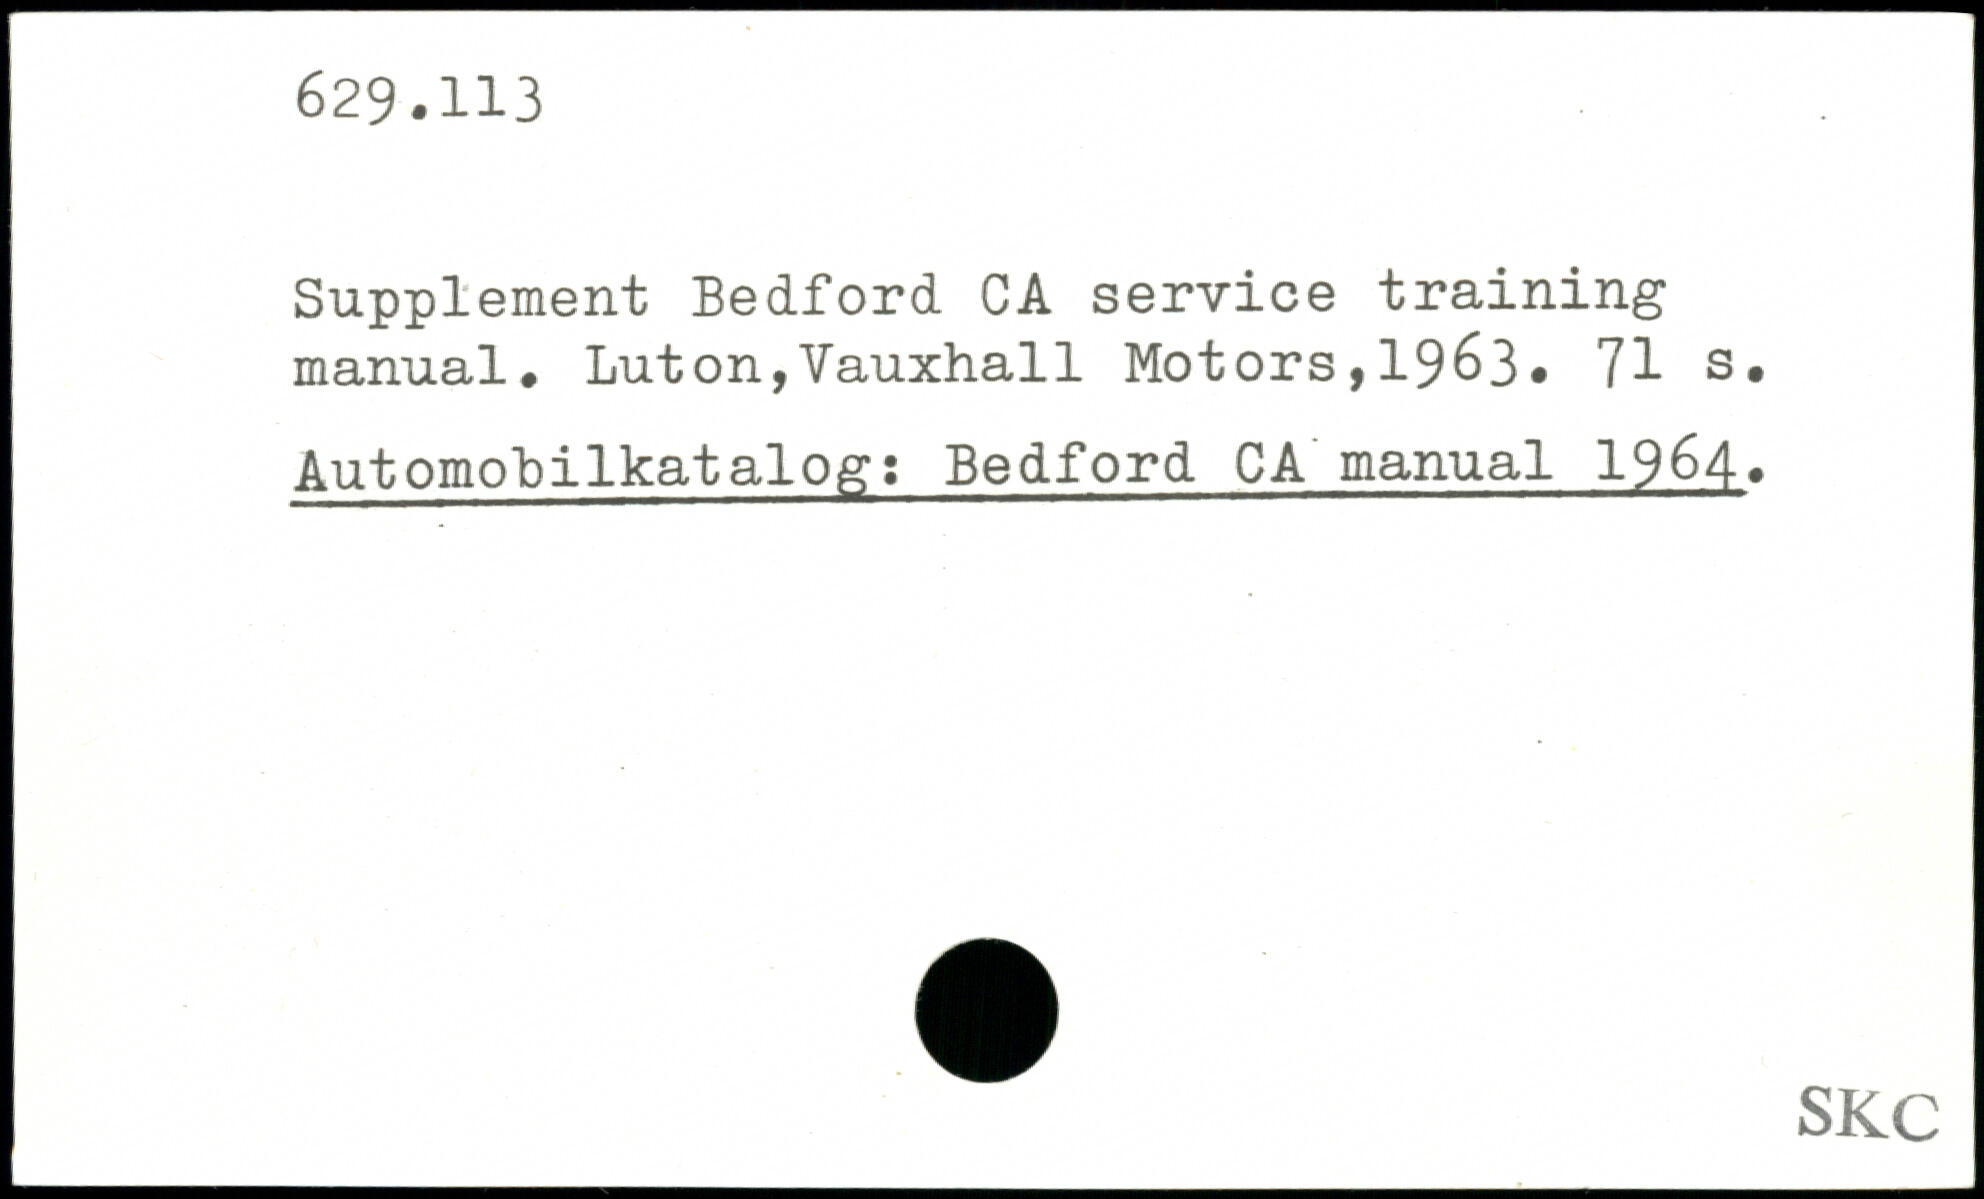 629.113
Supplement Bedford CA service training
manual. Luton,Vauxhall Motors,1963. 71 s.
Automobilkatalog: Bedford CA manual 1964.
SKC